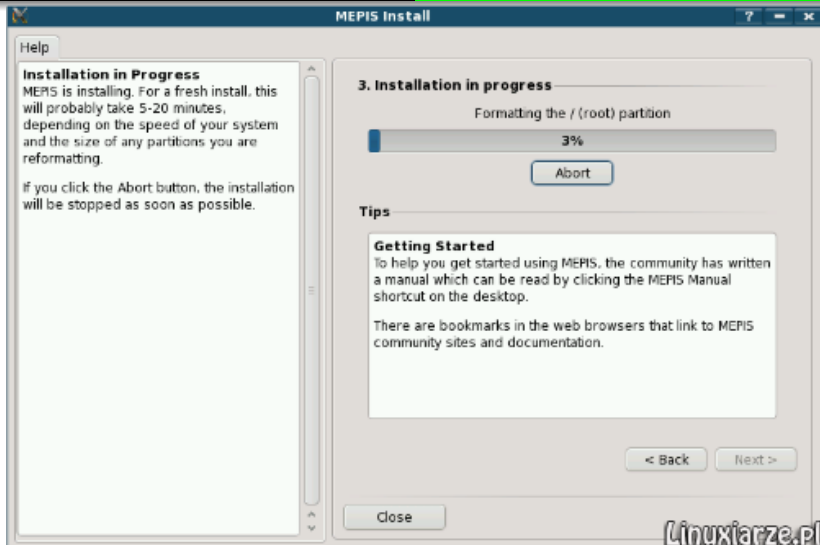 MEPIS Install
Help
Installation in Progress
MEPIS is installing. For a fresh install, this
will probably take 5-20 minutes,
depending on the speed of your system
and the size of any partitions you are
reformatting.
If you click the Abort button, the installation
will be stopped as soon as possible.
3. Installation in progress
Formatting the / (root) partition
3%
Abort
Tips
Getting Started
To help you get started using MEPIS, the community has written
a manual which can be read by clicking the MEPIS Manual
shortcut on the desktop.
There are bookmarks in the web browsers that link to MEPIS
community sites and documentation.
< Back
Next >
Close
Linuxiarze.pl